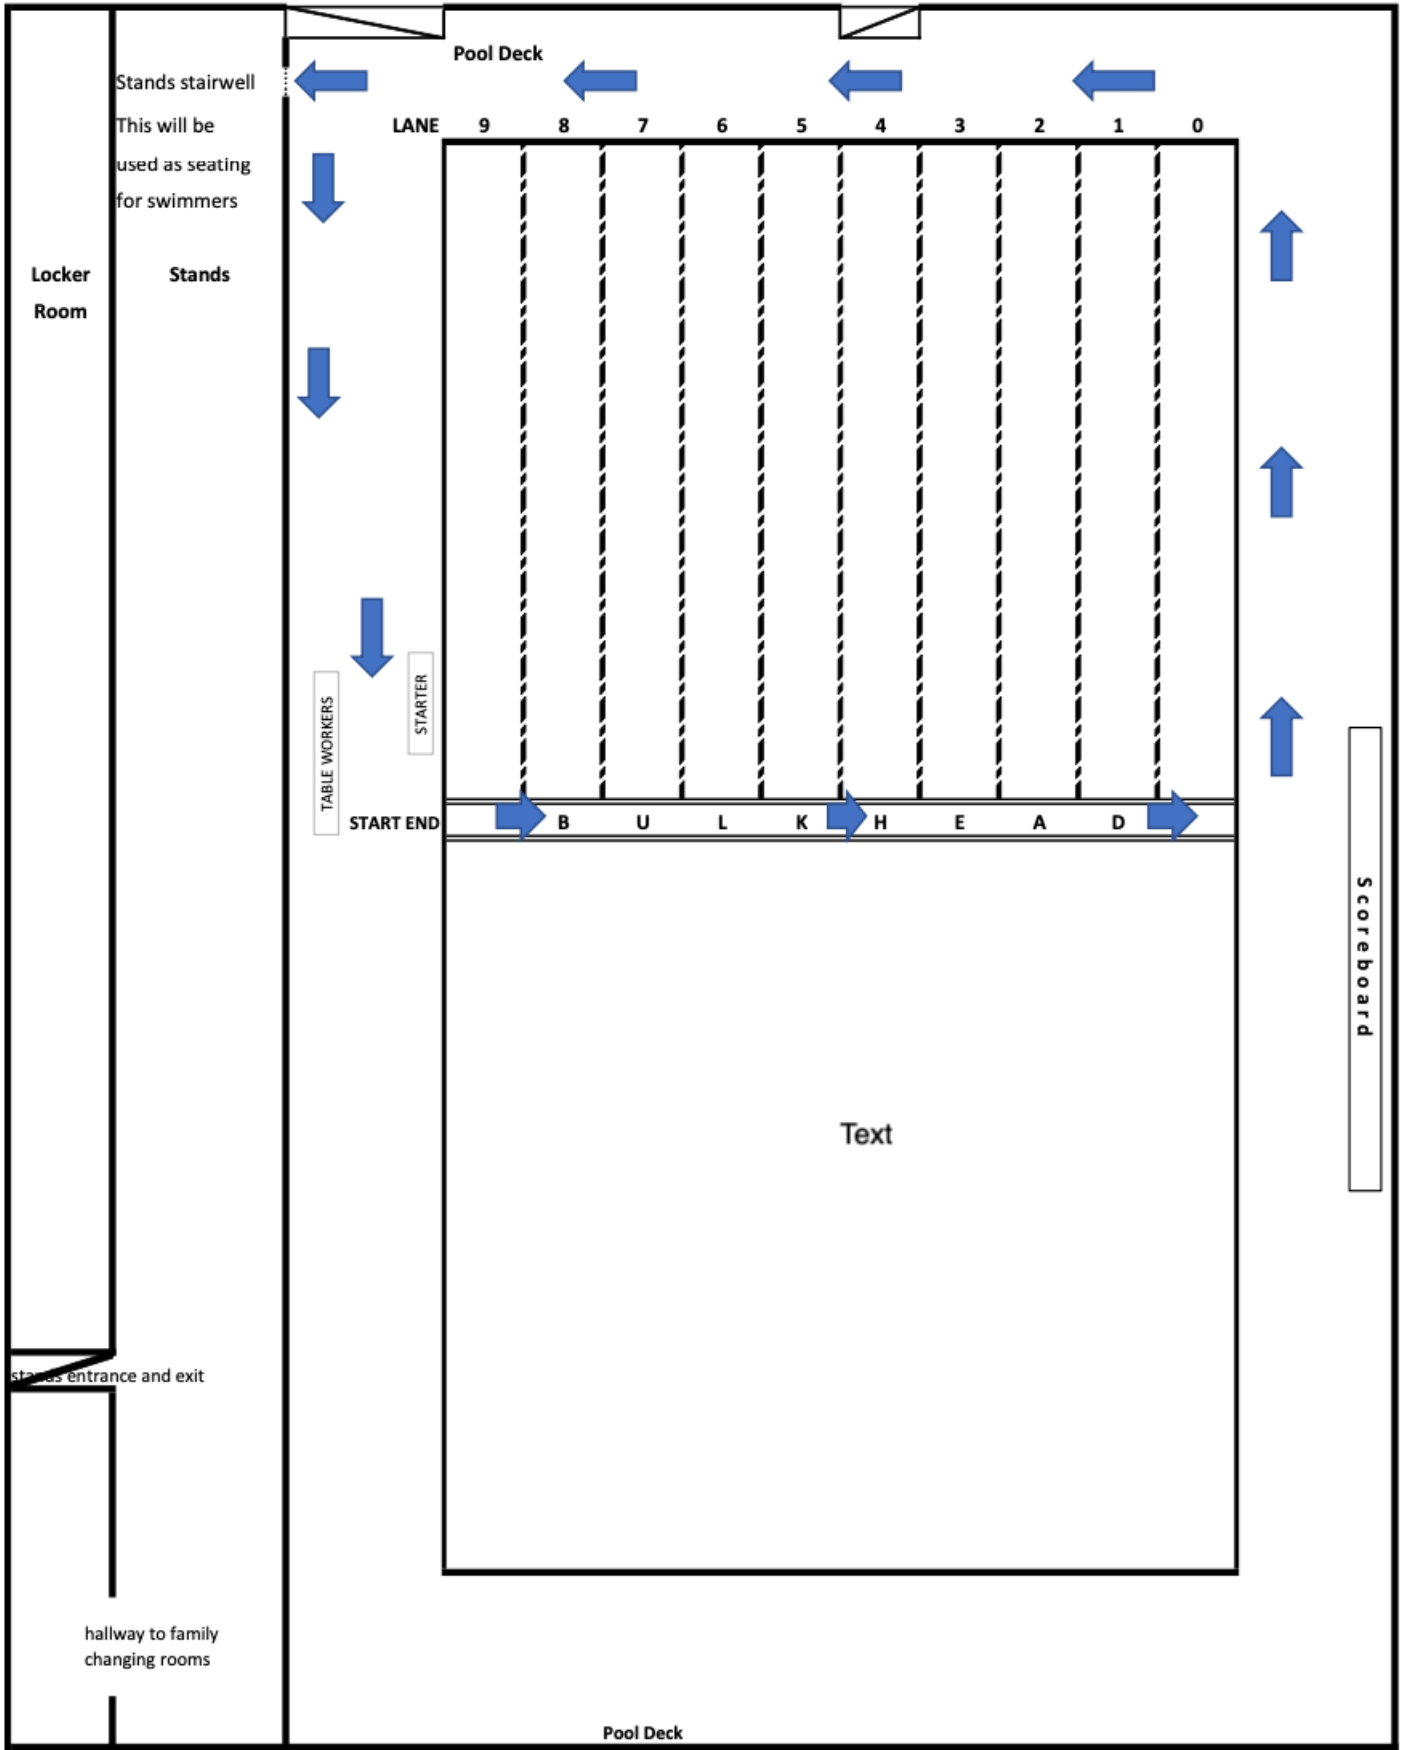 Pool Deck
Stands stairwell
This will be
used as seating
for swimmers
LANE 9 8 7 6 5 4 3 2 1 0
Locker
Room
Stands
TABLE WORKERS
STARTER
START END
B U L K H E A D
Scoreboard
Text
stands entrance and exit
hallway to family
changing rooms
Pool Deck